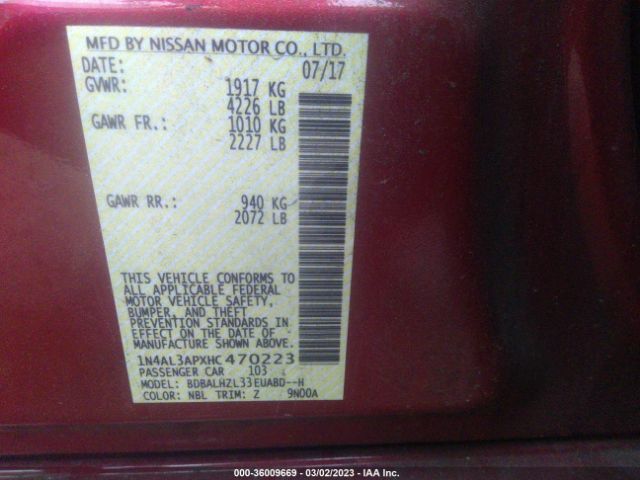 MFD BY NISSAN MOTOR CO., LTD.
DATE: 07/17
GVWR: 1917 KG
4226 LB
GAWR FR.: 1010 KG
2227 LB
GAWR RR.: 940 KG
2072 LB
THIS VEHICLE CONFORMS TO
ALL APPLICABLE FEDERAL
MOTOR VEHICLE SAFETY,
BUMPER, AND THEFT
PREVENTION STANDARDS IN
EFFECT ON THE DATE OF
MANUFACTURE SHOWN ABOVE.
1N4AL3APXHC470223
PASSENGER CAR 103
MODEL: BDBALHZL33EUABD--H
COLOR: NBL TRIM: Z 9N00A
000-36009669 — 03/02/2023 — IAA Inc.